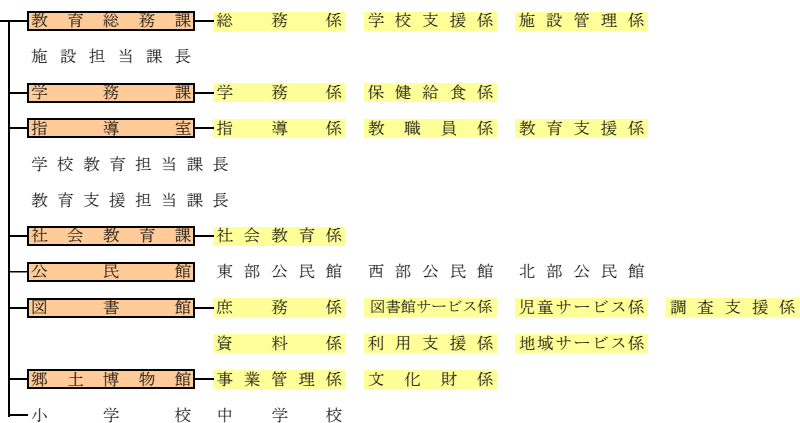 教育総務課 総務係 学校支援係 施設管理係
施設担当課長
学務課 学務係 保健給食係
指導室 指導係 教職員係 教育支援係
学校教育担当課長
教育支援担当課長
社会教育課 社会教育係
公民館 東部公民館 西部公民館 北部公民館
図書館 庶務係 図書館サービス係 児童サービス係 調査支援係
資料係 利用支援係 地域サービス係
郷土博物館 事業管理係 文化財係
小学校 中学校